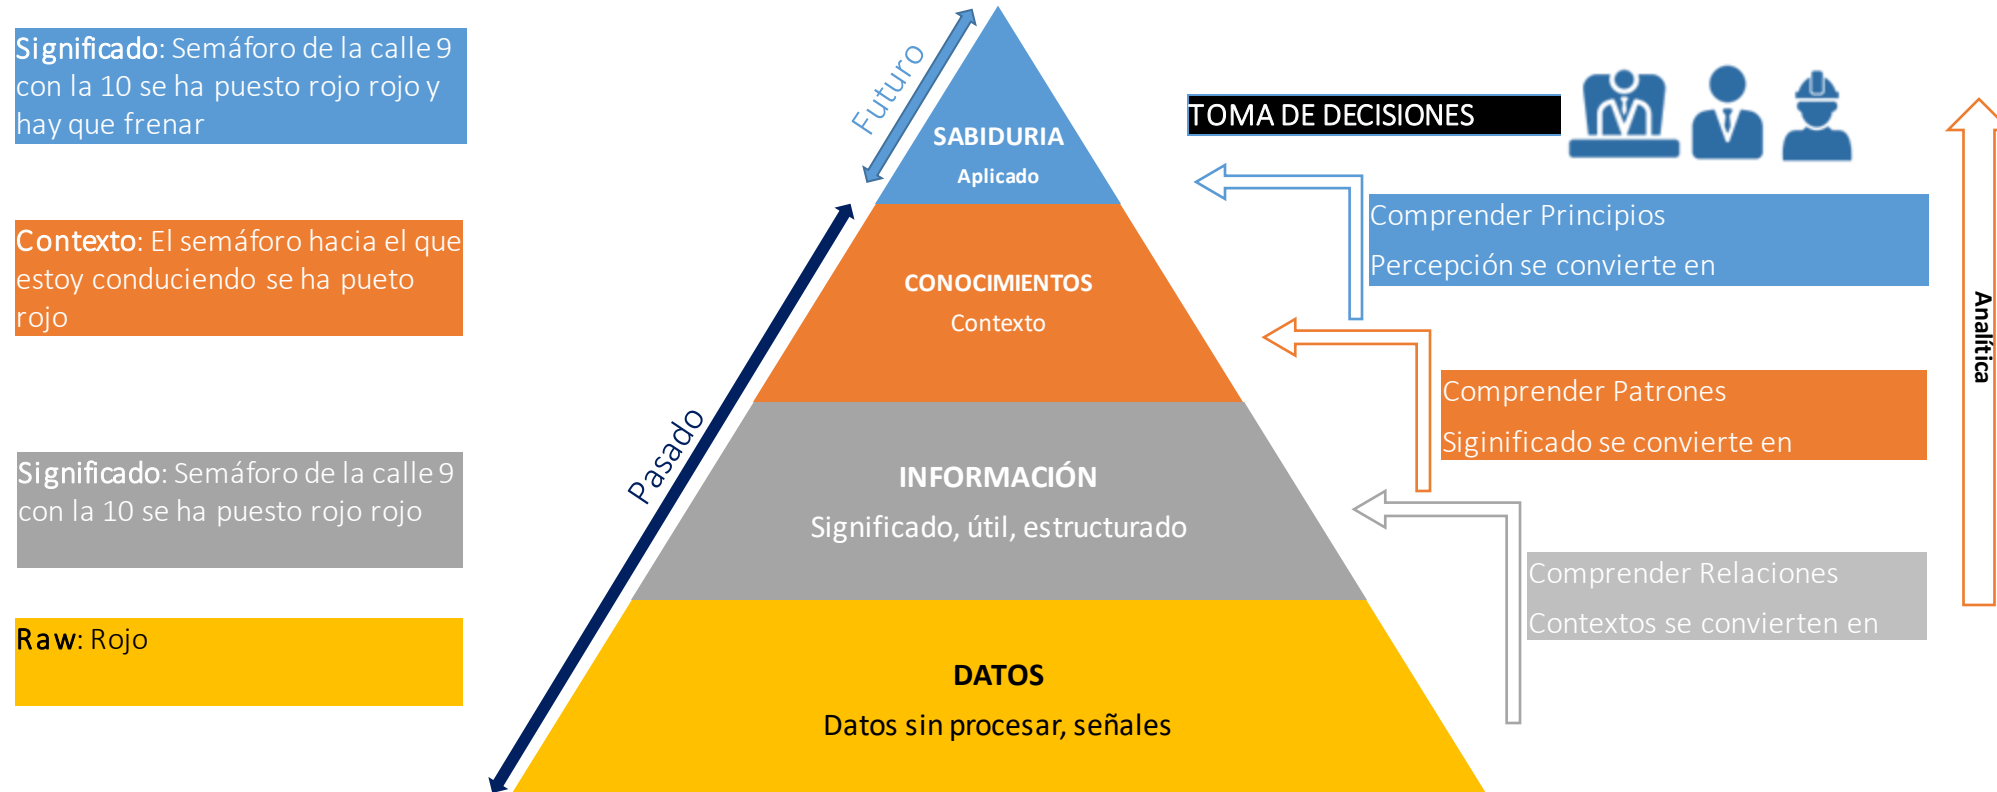 Significado: Semáforo de la calle 9
con la 10 se ha puesto rojo rojo y
hay que frenar
Contexto: El semáforo hacia el que
estoy conduciendo se ha pueto
rojo
Significado: Semáforo de la calle 9
con la 10 se ha puesto rojo rojo
Raw: Rojo
Futuro
Pasado
SABIDURIA
Aplicado
CONOCIMIENTOS
Contexto
INFORMACIÓN
Significado, útil, estructurado
DATOS
Datos sin procesar, señales
TOMA DE DECISIONES
Comprender Principios
Percepción se convierte en
Comprender Patrones
Siginificado se convierte en
Comprender Relaciones
Contextos se convierten en
Analítica